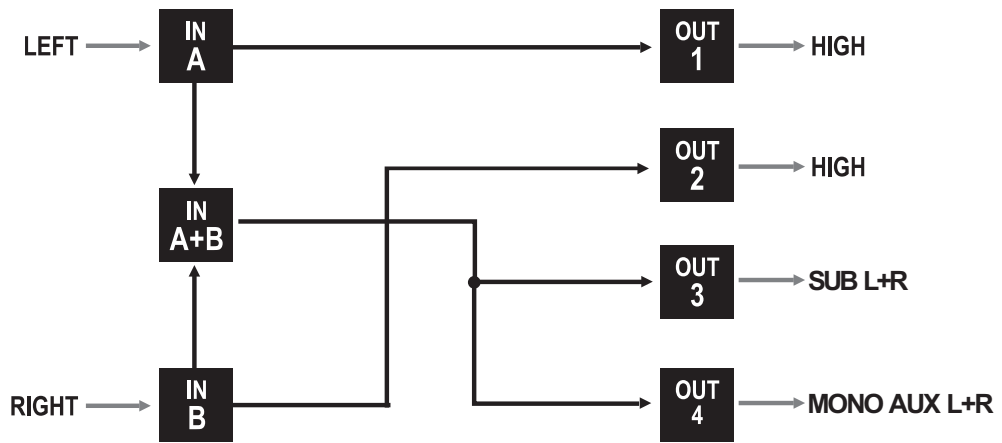 LEFT
IN
A
OUT
1
HIGH
OUT
2
HIGH
IN
A+B
OUT
3
SUB L+R
RIGHT
IN
B
OUT
4
MONO AUX L+R